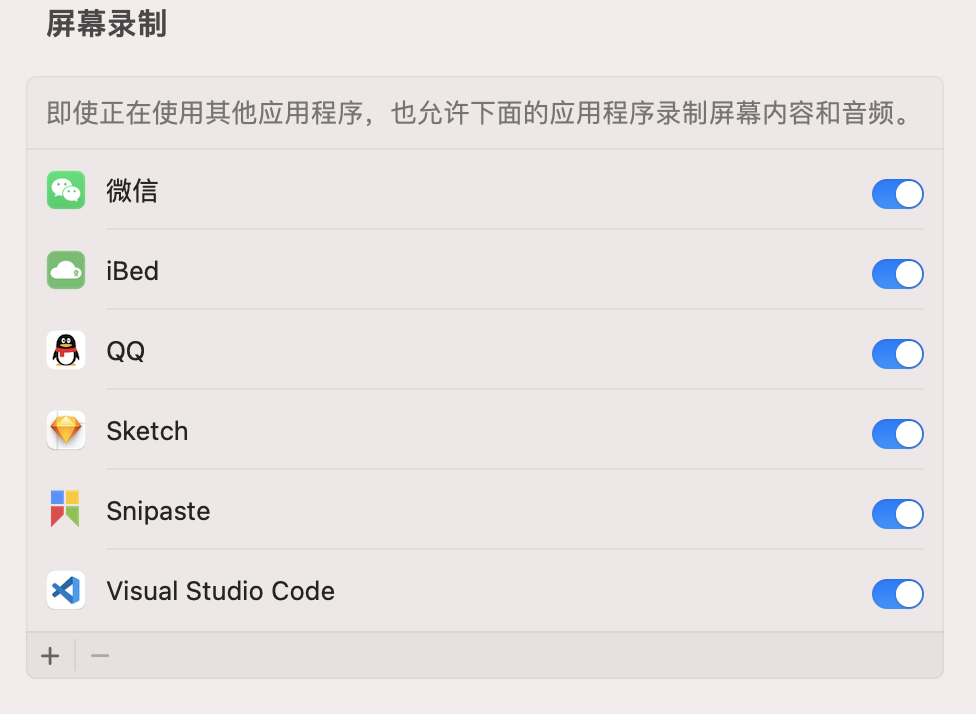 屏幕录制
即使正在使用其他应用程序，也允许下面的应用程序录制屏幕内容和音频。
微信
iBed
QQ
Sketch
Snipaste
Visual Studio Code